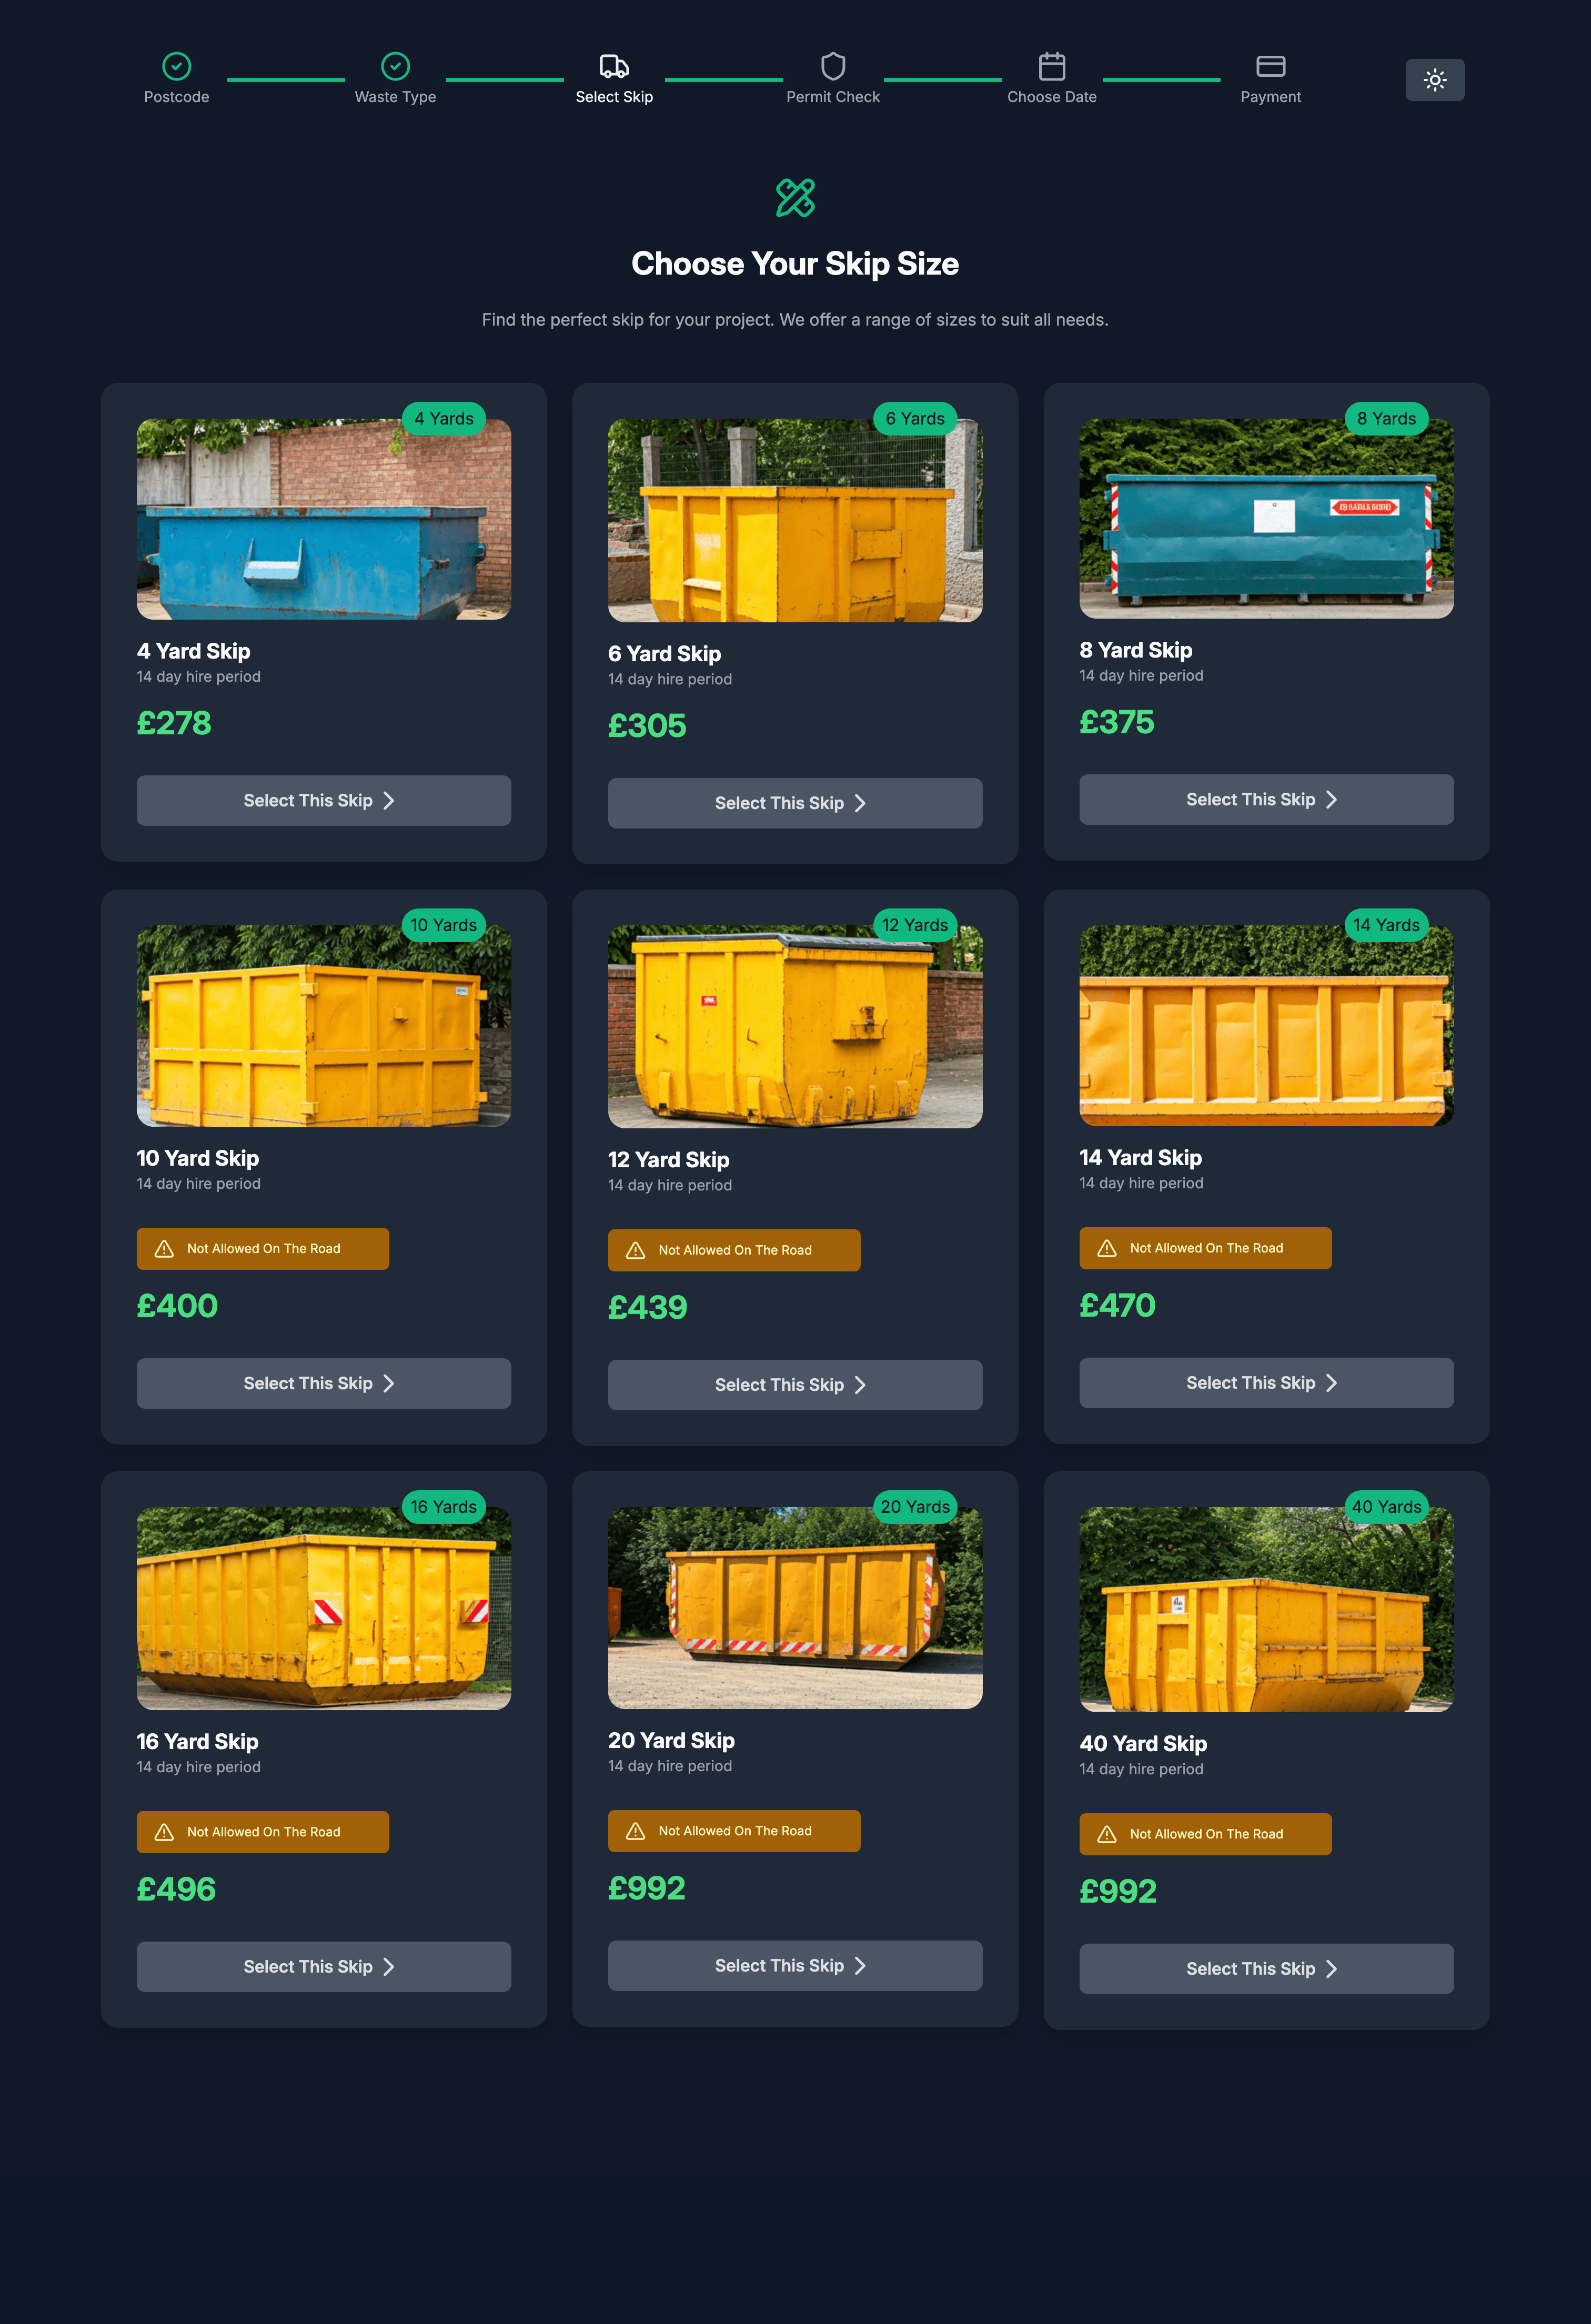 Postcode
Waste Type
Select Skip
Permit Check
Choose Date
Payment
Choose Your Skip Size
Find the perfect skip for your project. We offer a range of sizes to suit all needs.
4 Yards
4 Yard Skip
14 day hire period
£278
Select This Skip
6 Yards
6 Yard Skip
14 day hire period
£305
Select This Skip
8 Yards
8 Yard Skip
14 day hire period
£375
Select This Skip
10 Yards
10 Yard Skip
14 day hire period
Not Allowed On The Road
£400
Select This Skip
12 Yards
12 Yard Skip
14 day hire period
Not Allowed On The Road
£439
Select This Skip
14 Yards
14 Yard Skip
14 day hire period
Not Allowed On The Road
£470
Select This Skip
16 Yards
16 Yard Skip
14 day hire period
Not Allowed On The Road
£496
Select This Skip
20 Yards
20 Yard Skip
14 day hire period
Not Allowed On The Road
£992
Select This Skip
40 Yards
40 Yard Skip
14 day hire period
Not Allowed On The Road
£992
Select This Skip